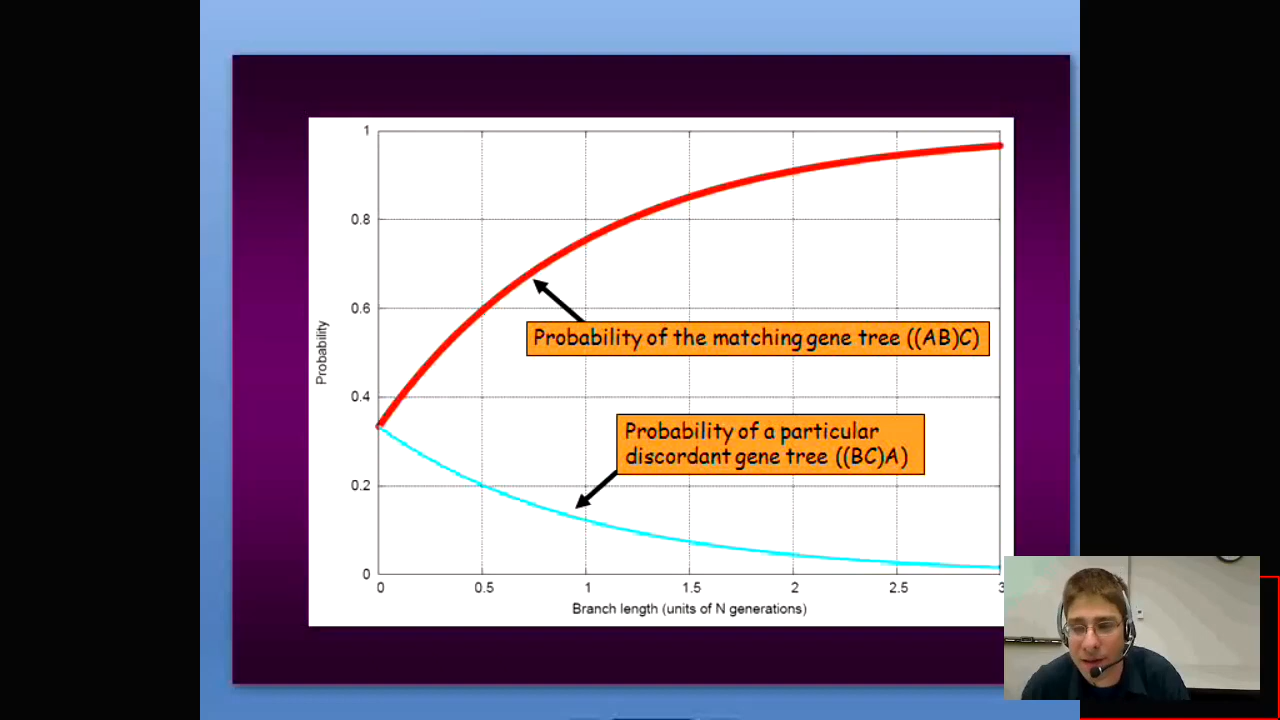 1
0.8
0.6
0.4
0.2
0
Probability
Probability of the matching gene tree ((AB)C)
Probability of a particular
discordant gene tree ((BC)A)
0 0.5 1 1.5 2 2.5 3
Branch length (units of N generations)